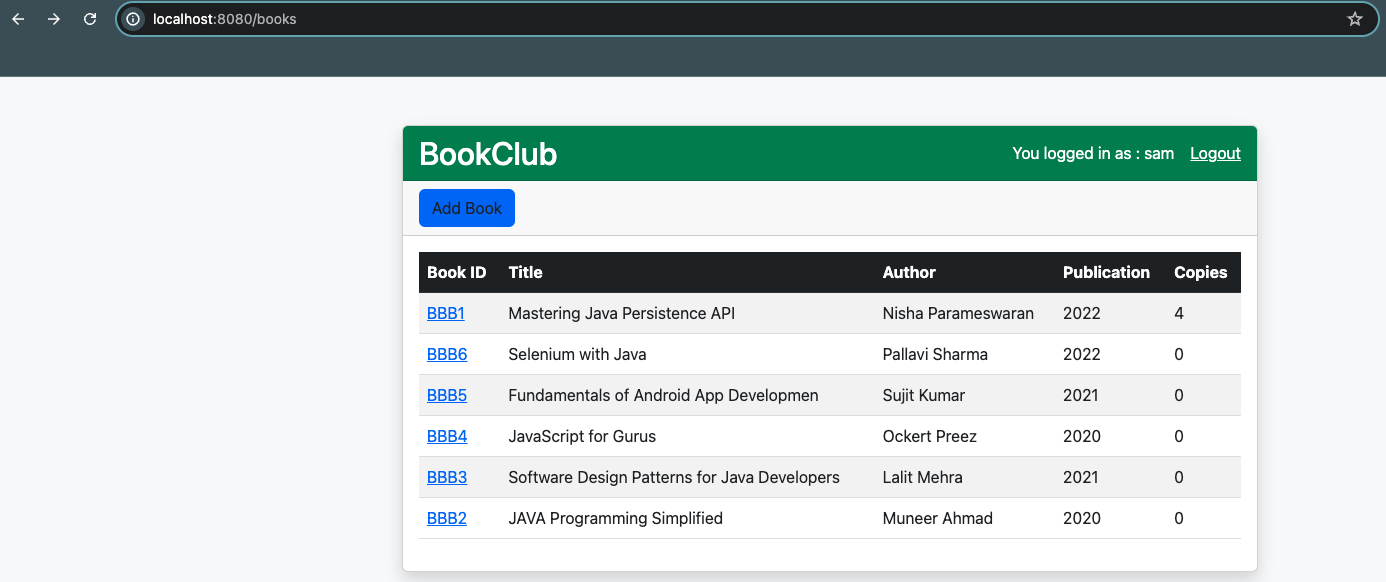 localhost:8080/books
BookClub You logged in as : sam Logout
Add Book
Book ID Title Author Publication Copies
BBB1 Mastering Java Persistence API Nisha Parameswaran 2022 4
BBB6 Selenium with Java Pallavi Sharma 2022 0
BBB5 Fundamentals of Android App Developmen Sujit Kumar 2021 0
BBB4 JavaScript for Gurus Ockert Preez 2020 0
BBB3 Software Design Patterns for Java Developers Lalit Mehra 2021 0
BBB2 JAVA Programming Simplified Muneer Ahmad 2020 0